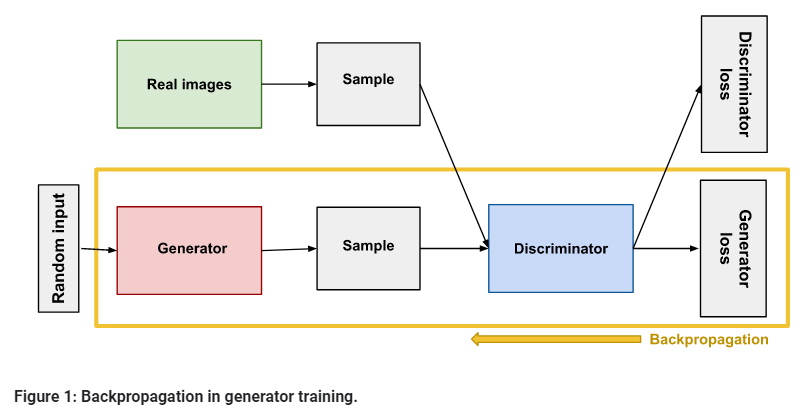 Real images
Sample
Discriminator
loss
Random input
Generator
Sample
Discriminator
Generator
loss
Backpropagation
Figure 1: Backpropagation in generator training.